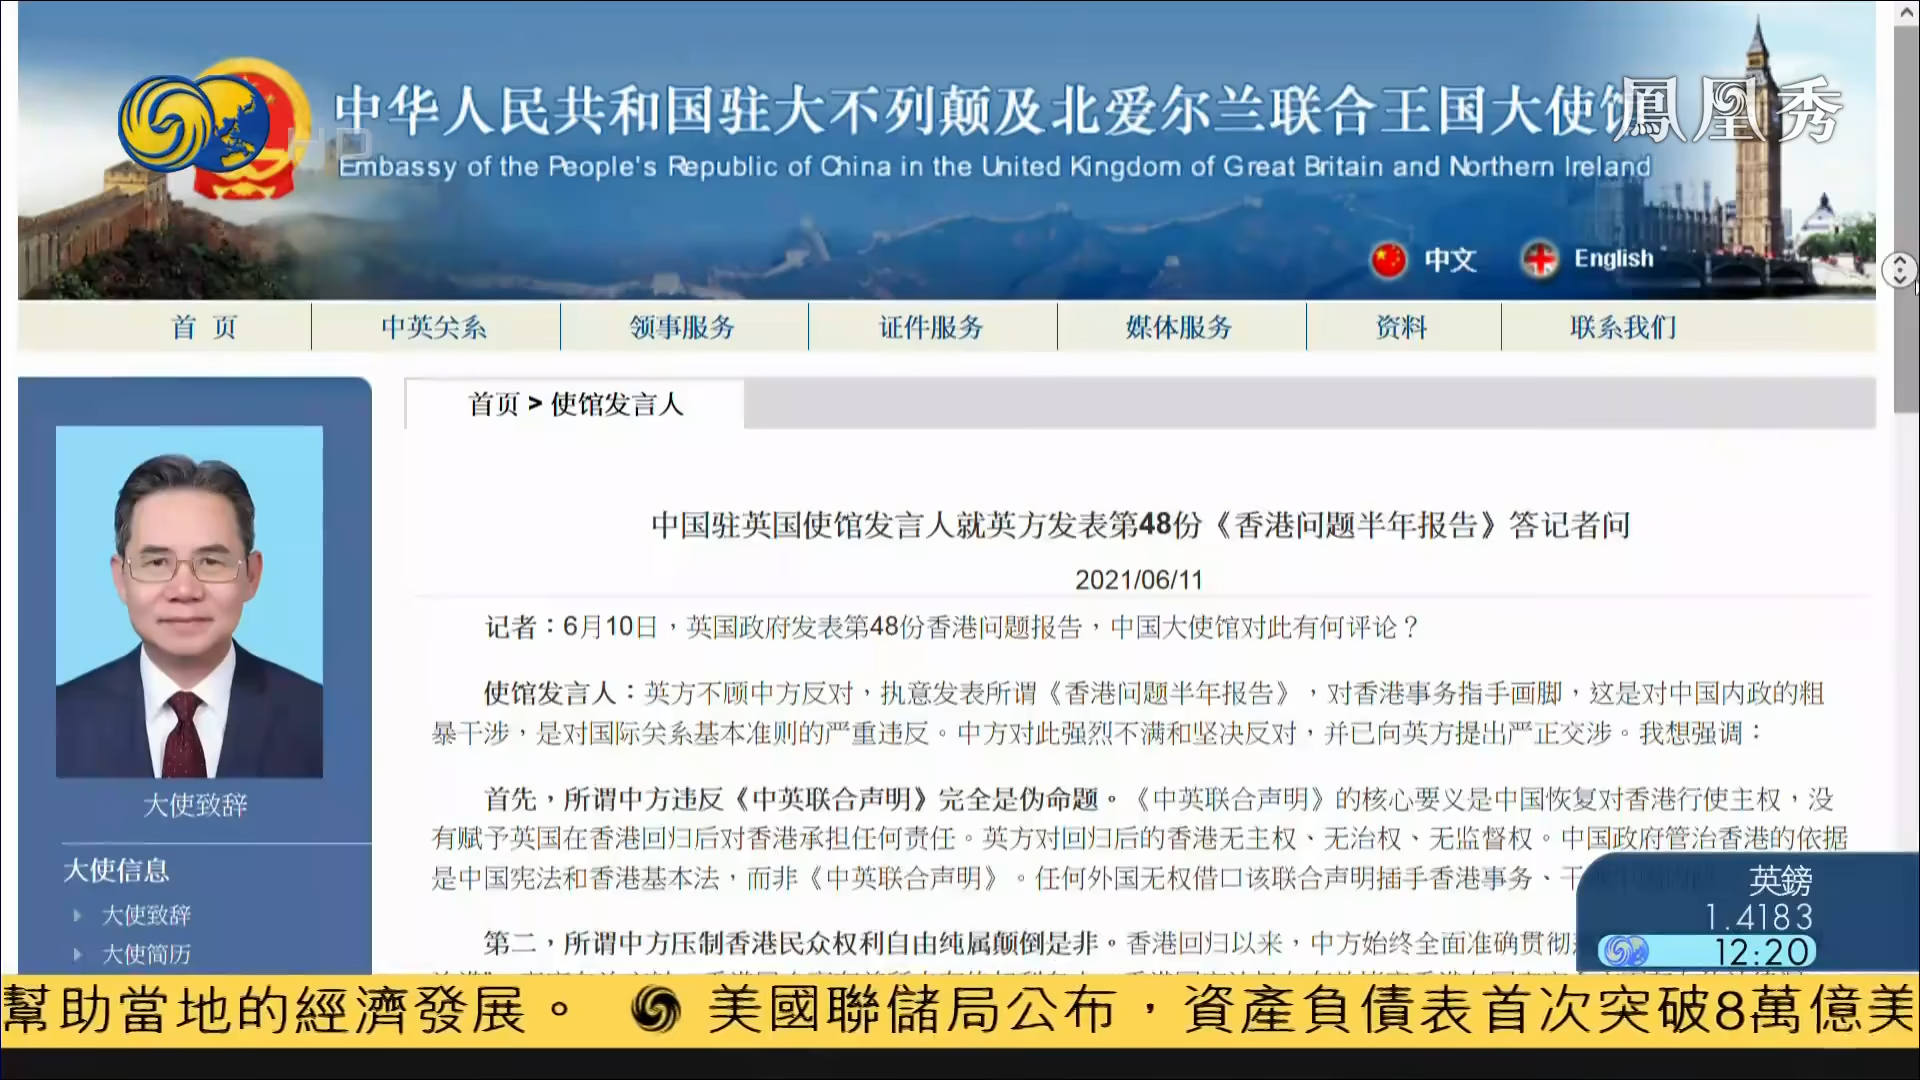 中华人民共和国驻大不列颠及北爱尔兰联合王国大使馆
鳳凰秀
Embassy of the People's Republic of China in the United Kingdom of Great Britain and Northern Ireland
中文 English
首 页 中英关系 领事服务 证件服务 媒体服务 资料 联系我们
首页 > 使馆发言人
中国驻英国使馆发言人就英方发表第48份《香港问题半年报告》答记者问
2021/06/11
记者：6月10日，英国政府发表第48份香港问题报告，中国大使馆对此有何评论？
使馆发言人：英方不顾中方反对，执意发表所谓《香港问题半年报告》，对香港事务指手画脚，这是对中国内政的粗
暴干涉，是对国际关系基本准则的严重违反。中方对此强烈不满和坚决反对，并已向英方提出严正交涉。我想强调：
首先，所谓中方违反《中英联合声明》完全是伪命题。《中英联合声明》的核心要义是中国恢复对香港行使主权，没
有赋予英国在香港回归后对香港承担任何责任。英方对回归后的香港无主权、无治权、无监督权。中国政府管治香港的依据
是中国宪法和香港基本法，而非《中英联合声明》。任何外国无权借口该联合声明插手香港事务、干
第二，所谓中方压制香港民众权利自由纯属颠倒是非。香港回归以来，中方始终全面准确贯彻
大使致辞
大使信息
大使致辞
大使简历
英鎊
1.4183
12:20
幫助當地的經濟發展。 美國聯儲局公布，資產負債表首次突破8萬億美